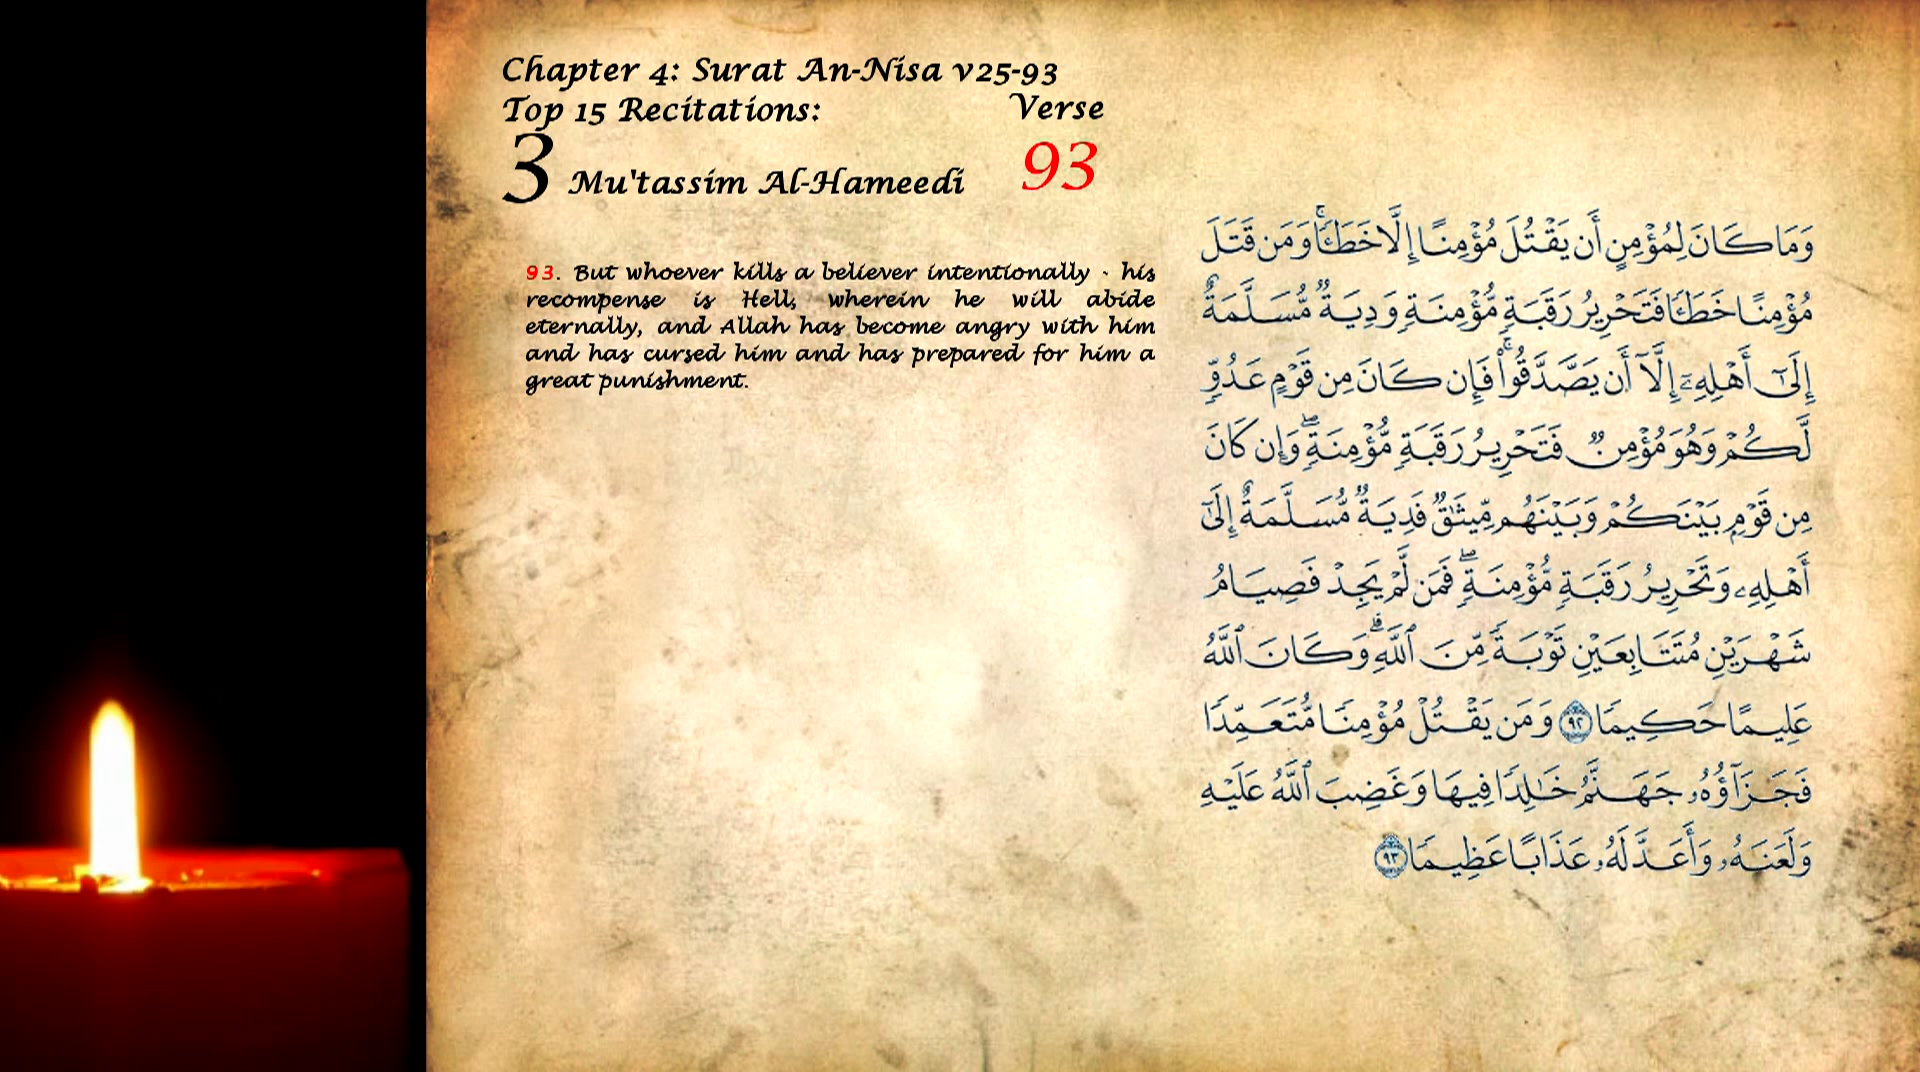 Chapter 4: Surat An-Nisa v25-93
Top 15 Recitations:
Verse
3 Mu'tassim Al-Hameedi
93
93. But whoever kills a believer intentionally - his
recompense is Hell, wherein he will abide
eternally, and Allah has become angry with him
and has cursed him and has prepared for him a
great punishment.
وَمَا كَانَ لِمُؤْمِنٍ أَن يَقْتُلَ مُؤْمِنًا إِلَّا خَطَـًٔا ۚ وَمَن قَتَلَ
مُؤْمِنًا خَطَـًٔا فَتَحْرِيرُ رَقَبَةٍ مُّؤْمِنَةٍ وَدِيَةٌ مُّسَلَّمَةٌ
إِلَىٰٓ أَهْلِهِۦٓ إِلَّآ أَن يَصَّدَّقُوا۟ ۚ فَإِن كَانَ مِن قَوْمٍ عَدُوٍّ
لَّكُمْ وَهُوَ مُؤْمِنٌ فَتَحْرِيرُ رَقَبَةٍ مُّؤْمِنَةٍ ۖ وَإِن كَانَ
مِن قَوْمٍۭ بَيْنَكُمْ وَبَيْنَهُم مِّيثَـٰقٌ فَدِيَةٌ مُّسَلَّمَةٌ إِلَىٰٓ
أَهْلِهِۦ وَتَحْرِيرُ رَقَبَةٍ مُّؤْمِنَةٍ ۖ فَمَن لَّمْ يَجِدْ فَصِيَامُ
شَهْرَيْنِ مُتَتَابِعَيْنِ تَوْبَةً مِّنَ ٱللَّهِ ۗ وَكَانَ ٱللَّهُ
عَلِيمًا حَكِيمًا ٩٢ وَمَن يَقْتُلْ مُؤْمِنًا مُّتَعَمِّدًا
فَجَزَآؤُهُۥ جَهَنَّمُ خَـٰلِدًا فِيهَا وَغَضِبَ ٱللَّهُ عَلَيْهِ
وَلَعَنَهُۥ وَأَعَدَّ لَهُۥ عَذَابًا عَظِيمًا ٩٣